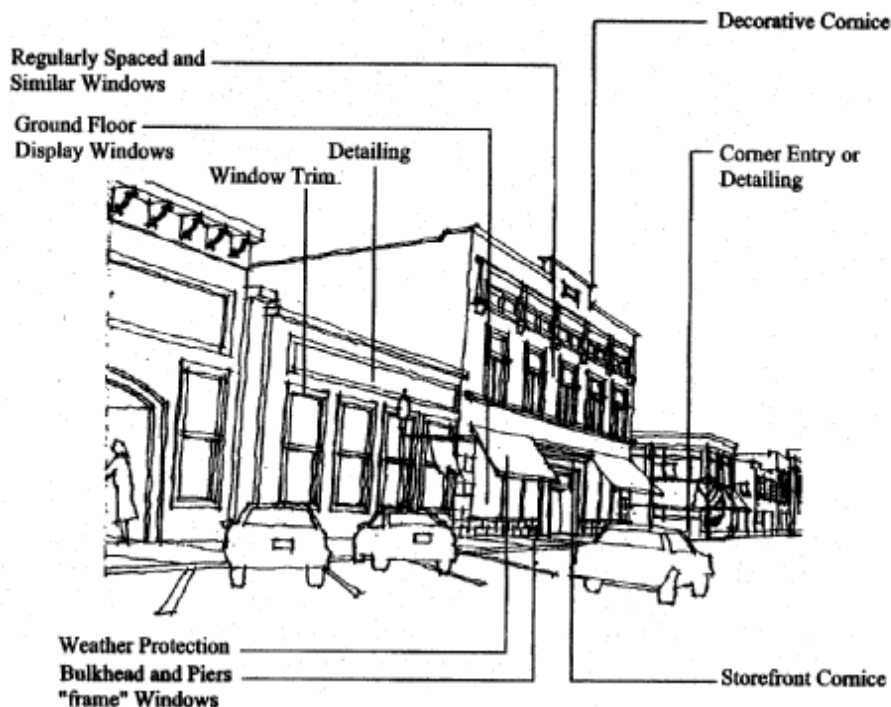 Decorative Cornice
Regularly Spaced and
Similar Windows
Ground Floor
Display Windows
Detailing
Window Trim.
Corner Entry or
Detailing
Weather Protection
Bulkhead and Piers
"frame" Windows
Storefront Cornice